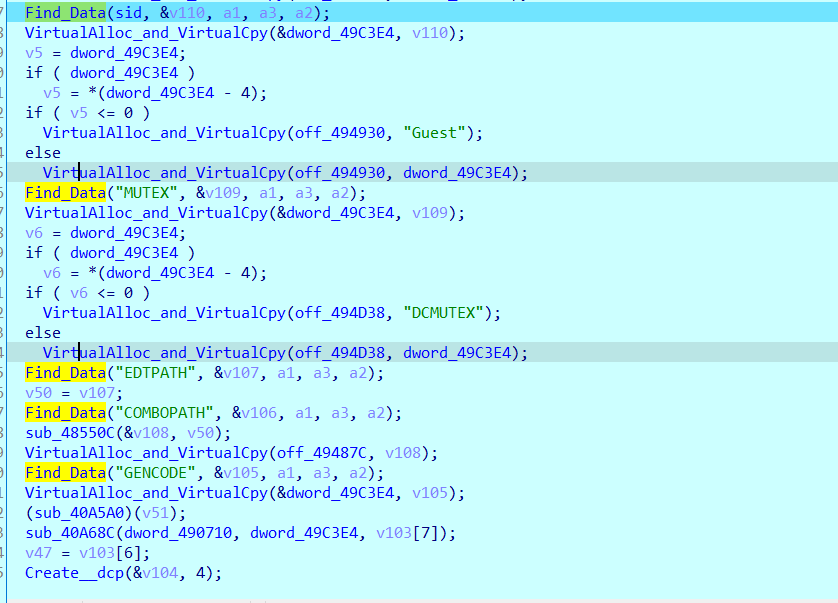 Find_Data(sid, &v110, a1, a3, a2);
VirtualAlloc_and_VirtualCpy(&dword_49C3E4, v110);
v5 = dword_49C3E4;
if ( dword_49C3E4 )
v5 = *(dword_49C3E4 - 4);
if ( v5 <= 0 )
VirtualAlloc_and_VirtualCpy(off_494930, "Guest");
else
VirtualAlloc_and_VirtualCpy(off_494930, dword_49C3E4);
Find_Data("MUTEX", &v109, a1, a3, a2);
VirtualAlloc_and_VirtualCpy(&dword_49C3E4, v109);
v6 = dword_49C3E4;
if ( dword_49C3E4 )
v6 = *(dword_49C3E4 - 4);
if ( v6 <= 0 )
VirtualAlloc_and_VirtualCpy(off_494D38, "DCMUTEX");
else
VirtualAlloc_and_VirtualCpy(off_494D38, dword_49C3E4);
Find_Data("EDTPATH", &v107, a1, a3, a2);
v50 = v107;
Find_Data("COMBOPATH", &v106, a1, a3, a2);
sub_48550C(&v108, v50);
VirtualAlloc_and_VirtualCpy(off_49487C, v108);
Find_Data("GENCODE", &v105, a1, a3, a2);
VirtualAlloc_and_VirtualCpy(&dword_49C3E4, v105);
(sub_40A5A0)(v51);
sub_40A68C(dword_490710, dword_49C3E4, v103[7]);
v47 = v103[6];
Create__dcp(&v104, 4);